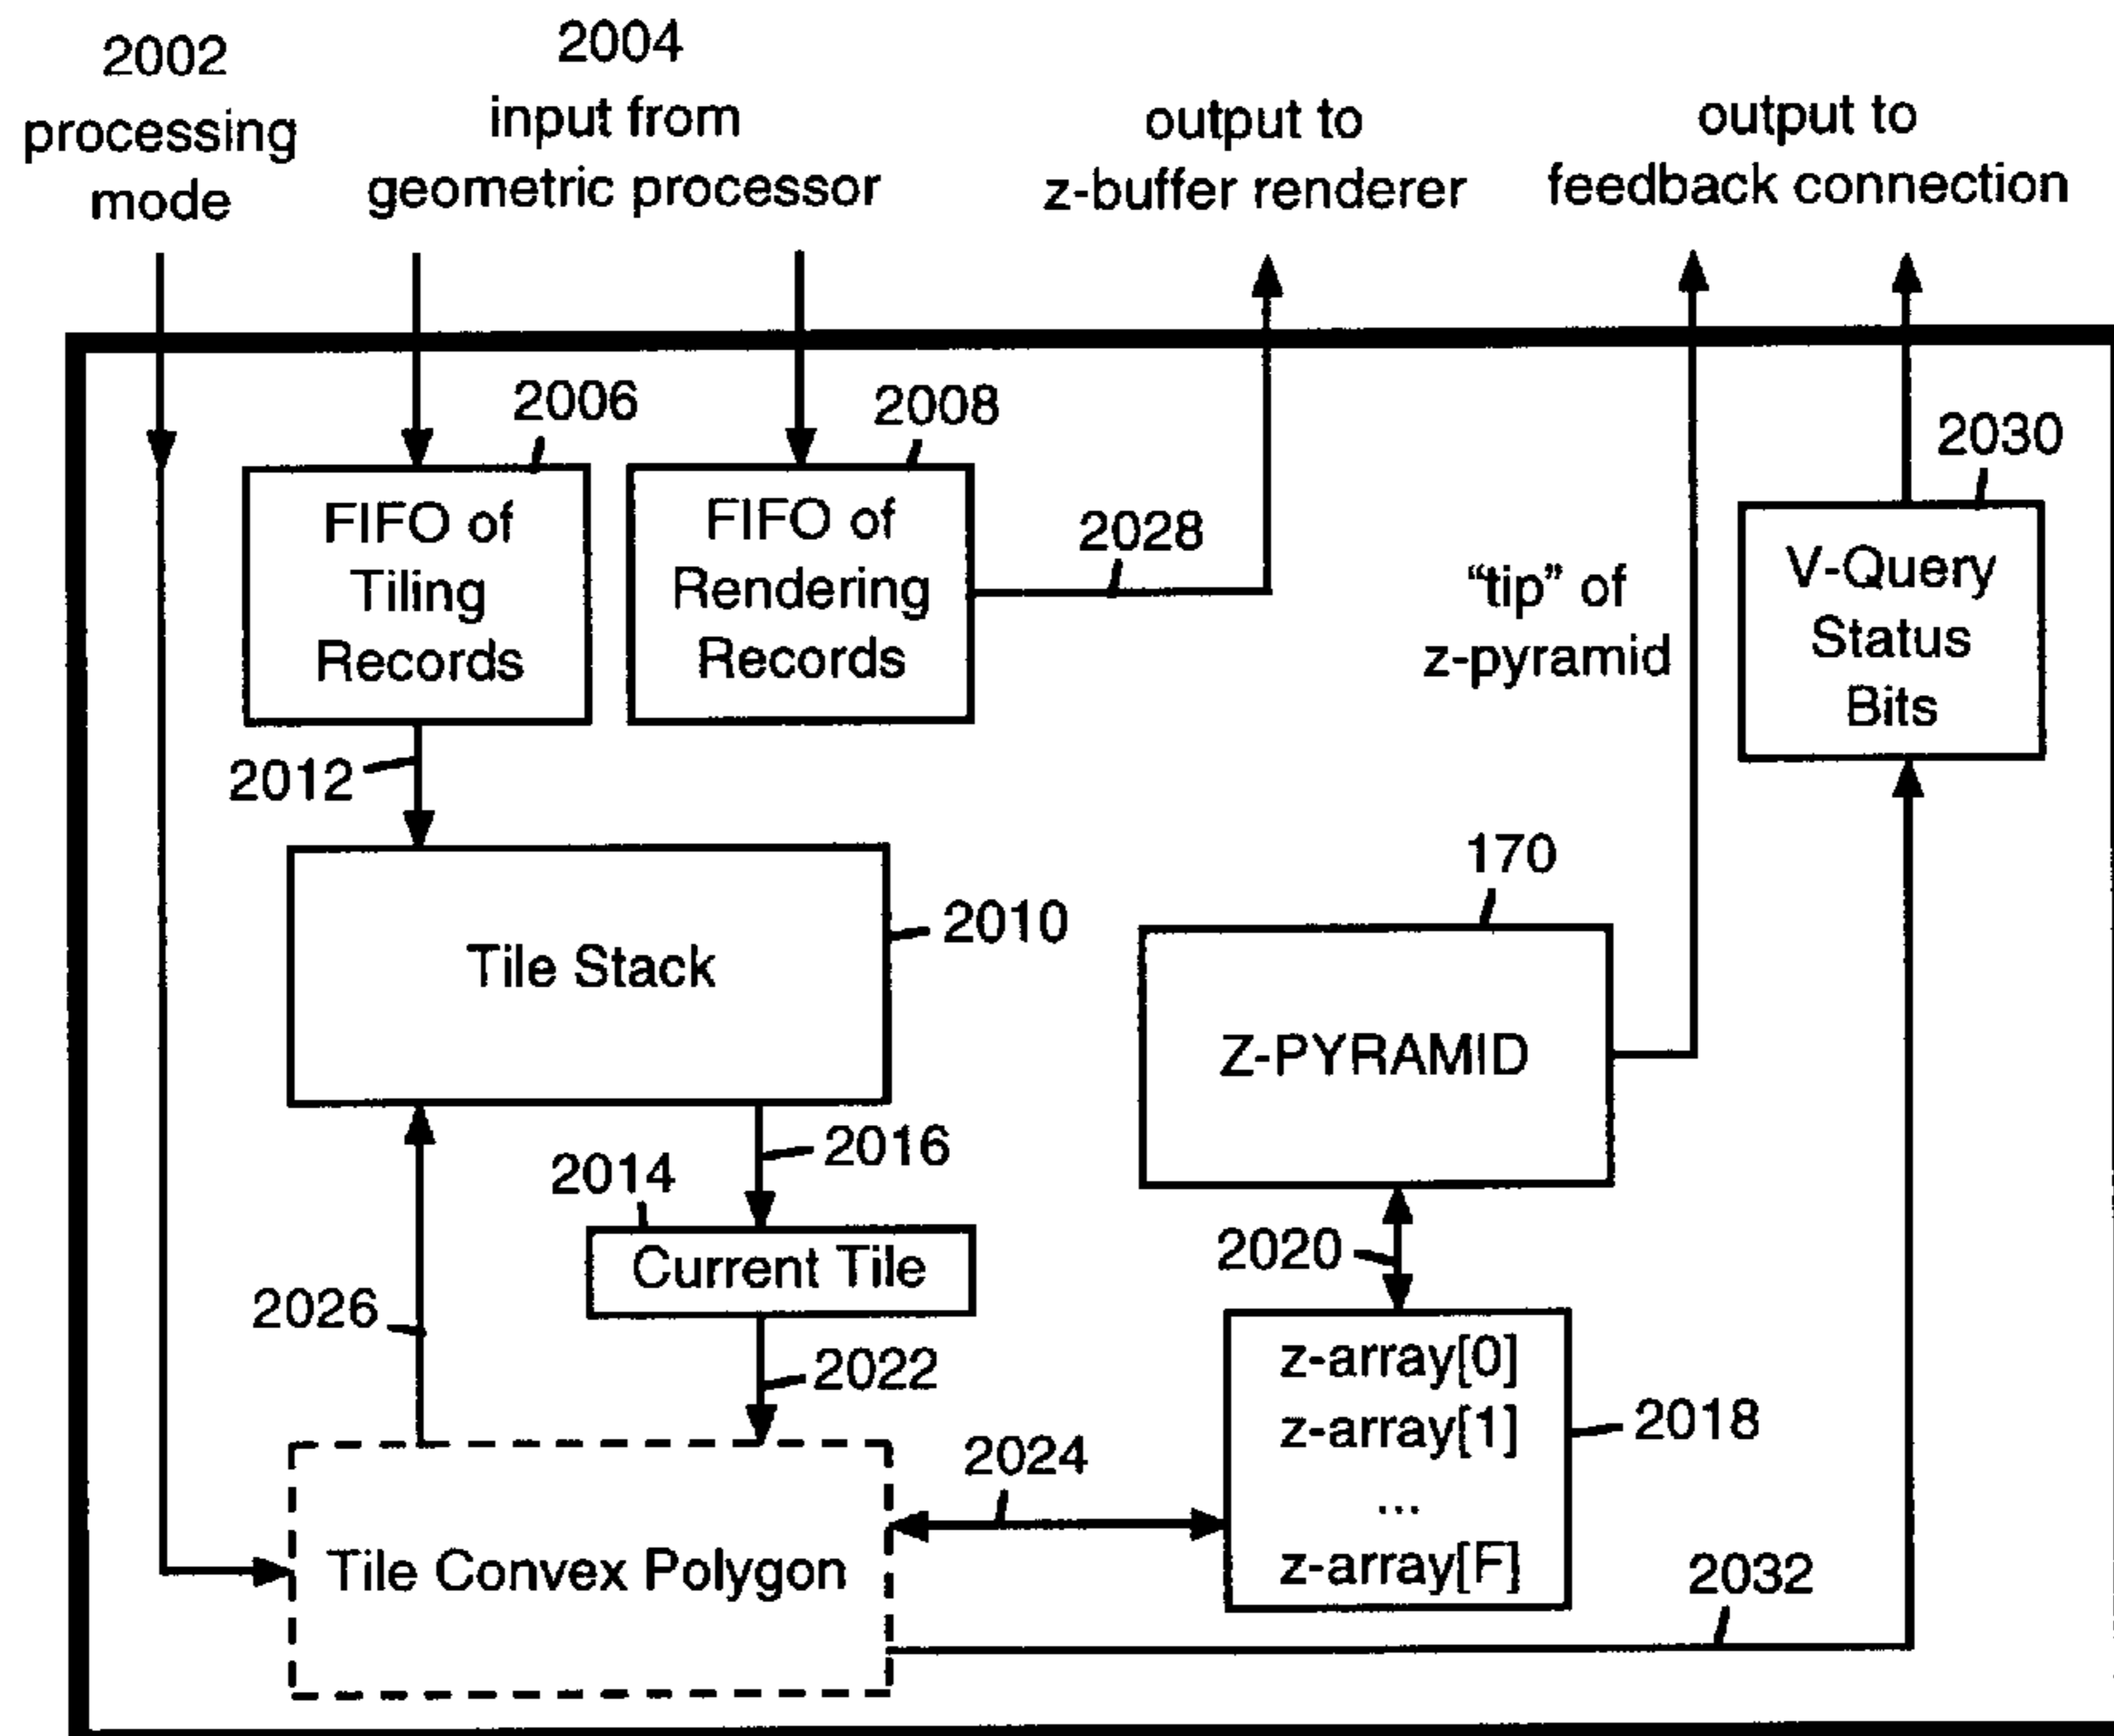 2002
processing
mode
2004
input from
geometric processor
output to
z-buffer renderer
output to
feedback connection
2006
2008
2030
FIFO of
Tiling
Records
FIFO of
Rendering
Records
2028
“tip” of
z-pyramid
V-Query
Status
Bits
2012
170
2010
Tile Stack
Z-PYRAMID
2016
2014
2020
Current Tile
2026
2022
z-array[0]
z-array[1]
...
z-array[F]
2018
2024
Tile Convex Polygon
2032